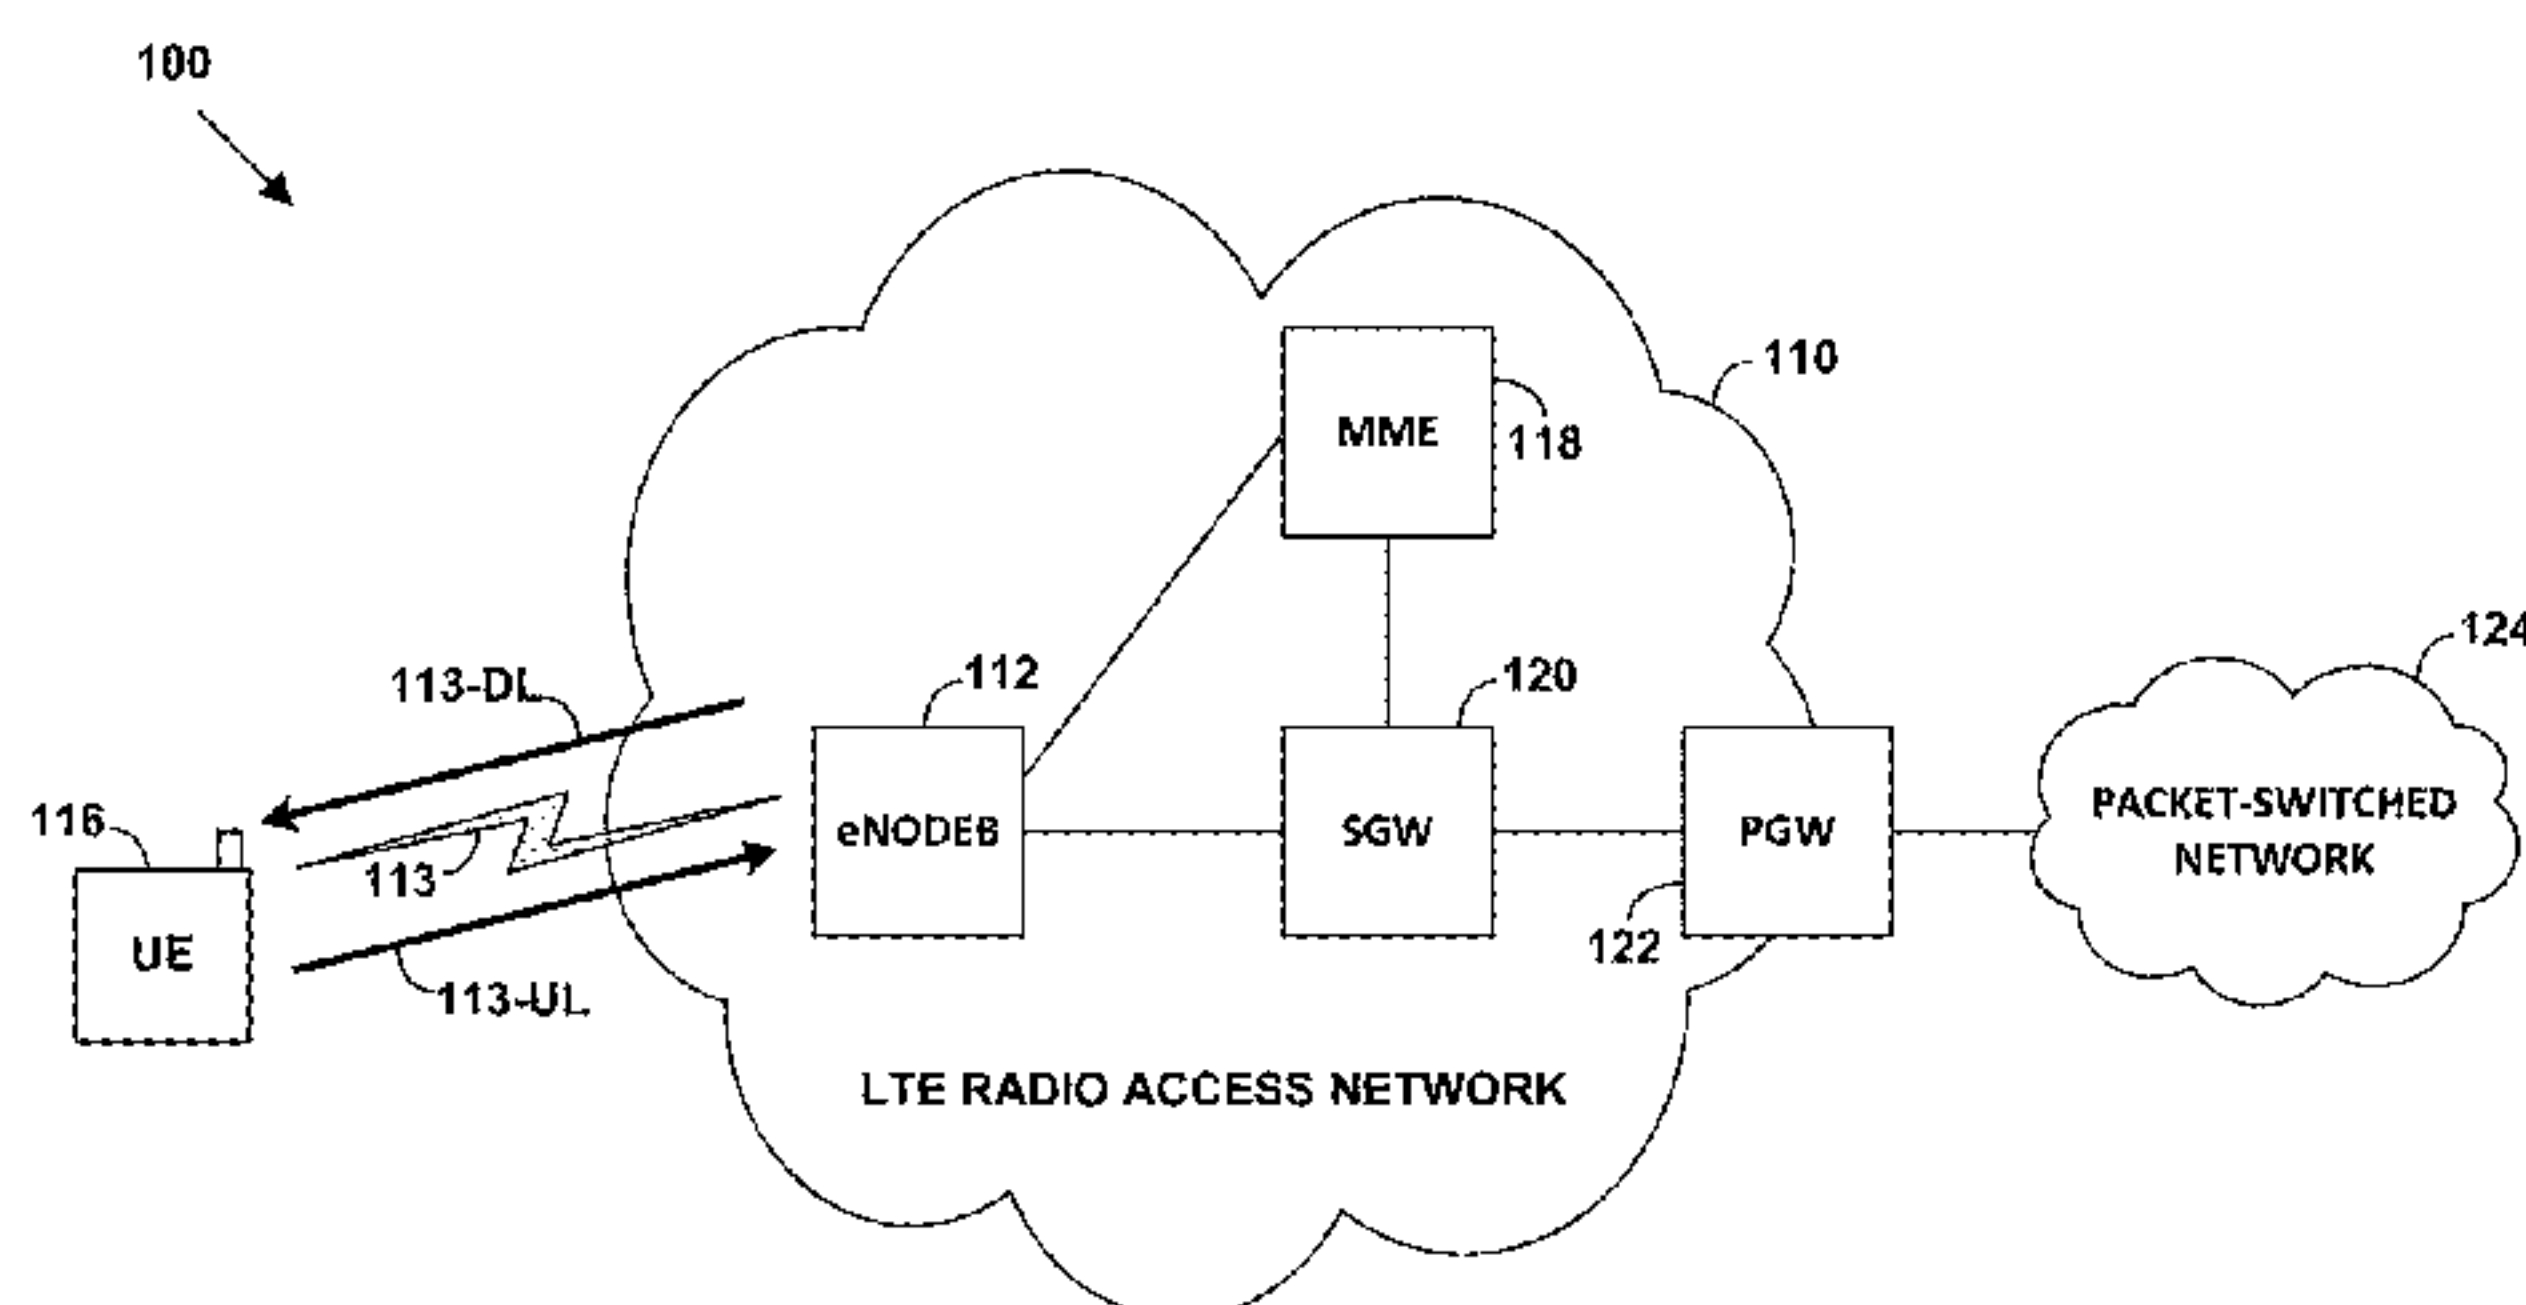 100
110
MME
118
124
113-DL
112
120
116
113
eNODEB
SGW
PGW
PACKET-SWITCHED
NETWORK
UE
122
113-UL
LTE RADIO ACCESS NETWORK